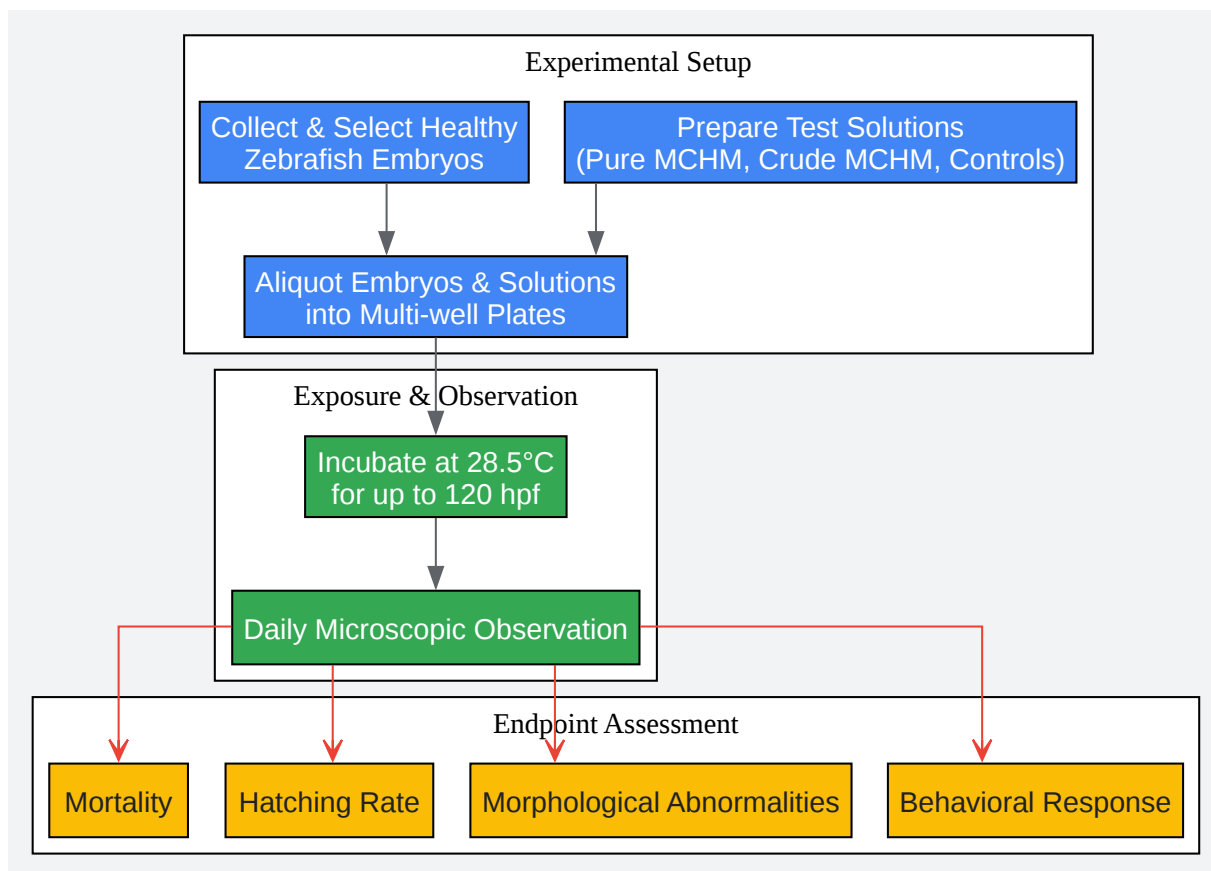 Experimental Setup
Collect & Select Healthy
Zebrafish Embryos
Prepare Test Solutions
(Pure MCHM, Crude MCHM, Controls)
Aliquot Embryos & Solutions
into Multi-well Plates
Exposure & Observation
Incubate at 28.5°C
for up to 120 hpf
Daily Microscopic Observation
Endpoint Assessment
Mortality
Hatching Rate
Morphological Abnormalities
Behavioral Response